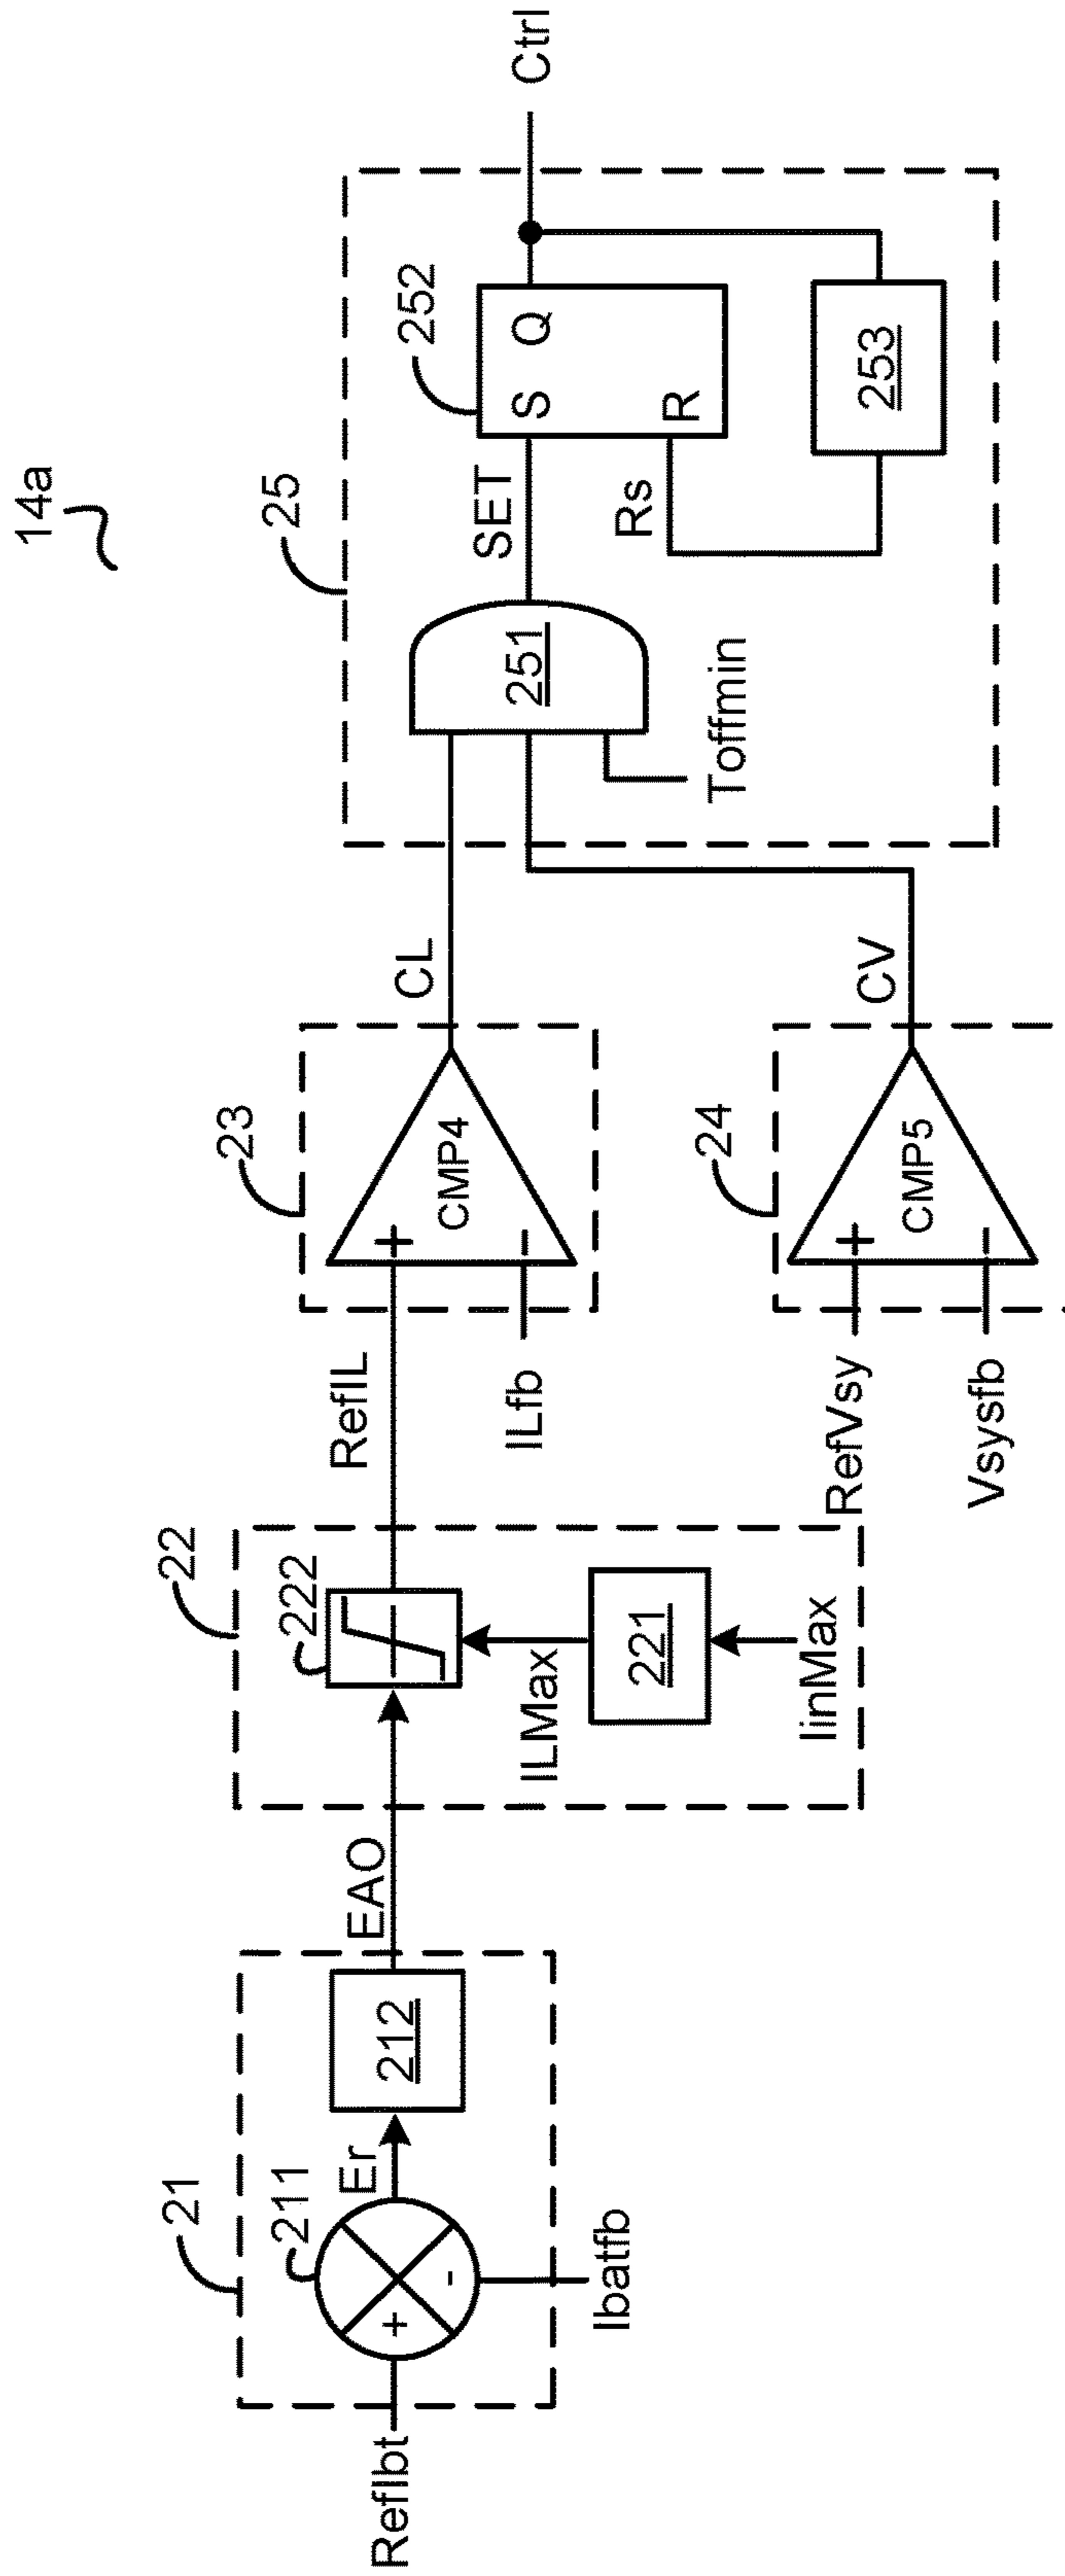 14a
21
RefIbt
+
-
211
Er
212
Ibatfb
EAO
22
222
ILMax
221
IinMax
RefIL
ILfb
23
+
-
CMP4
CL
RefVsy
Vsysfb
24
+
-
CMP5
CV
25
251
Toffmin
SET
252
S Q
R
Rs
253
Ctrl